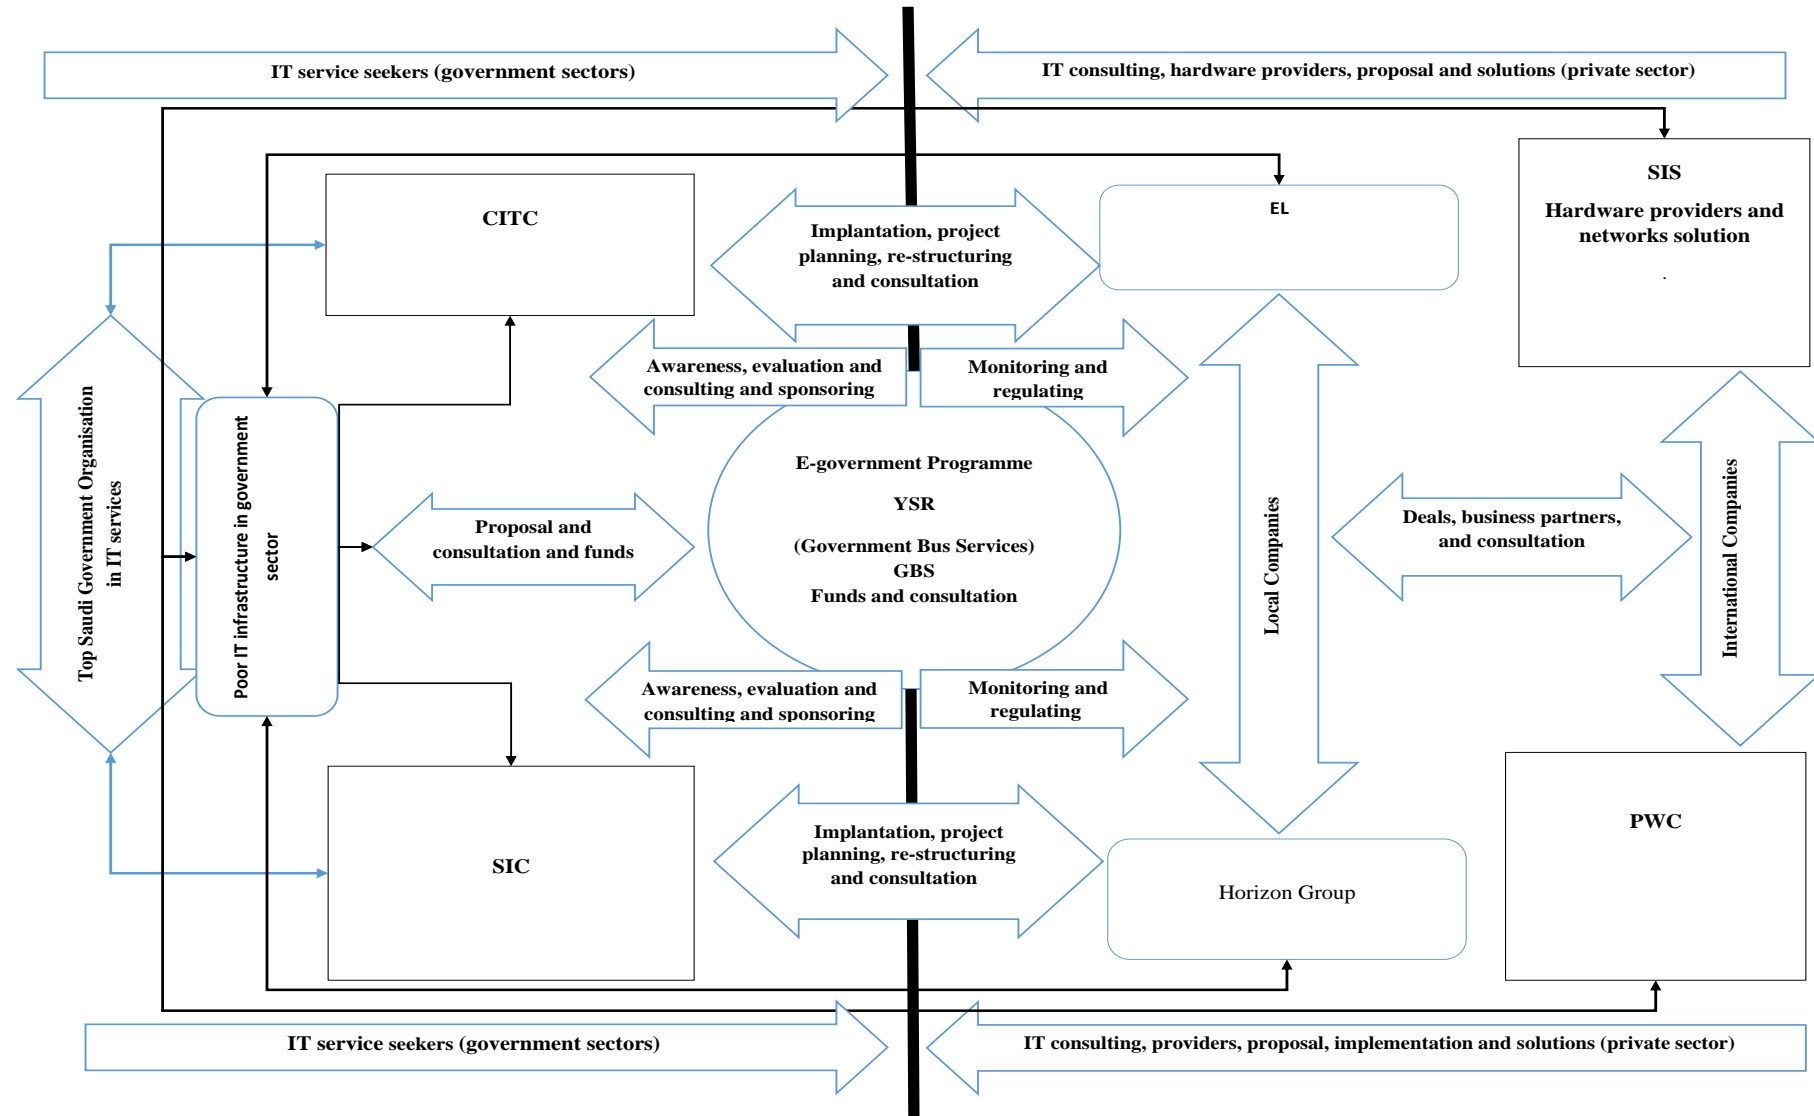 IT service seekers (government sectors)
IT consulting, hardware providers, proposal and solutions (private sector)
CITC
Implantation, project
planning, re-structuring
and consultation
EL
SIS
Hardware providers and
networks solution
.
Awareness, evaluation and
consulting and sponsoring
Monitoring and
regulating
Top Saudi Government Organisation
in IT services
Poor IT infrastructure in government
sector
Proposal and
consultation and funds
E-government Programme
YSR
(Government Bus Services)
GBS
Funds and consultation
Local Companies
Deals, business partners,
and consultation
International Companies
Awareness, evaluation and
consulting and sponsoring
Monitoring and
regulating
SIC
Implantation, project
planning, re-structuring
and consultation
Horizon Group
PWC
IT service seekers (government sectors)
IT consulting, providers, proposal, implementation and solutions (private sector)